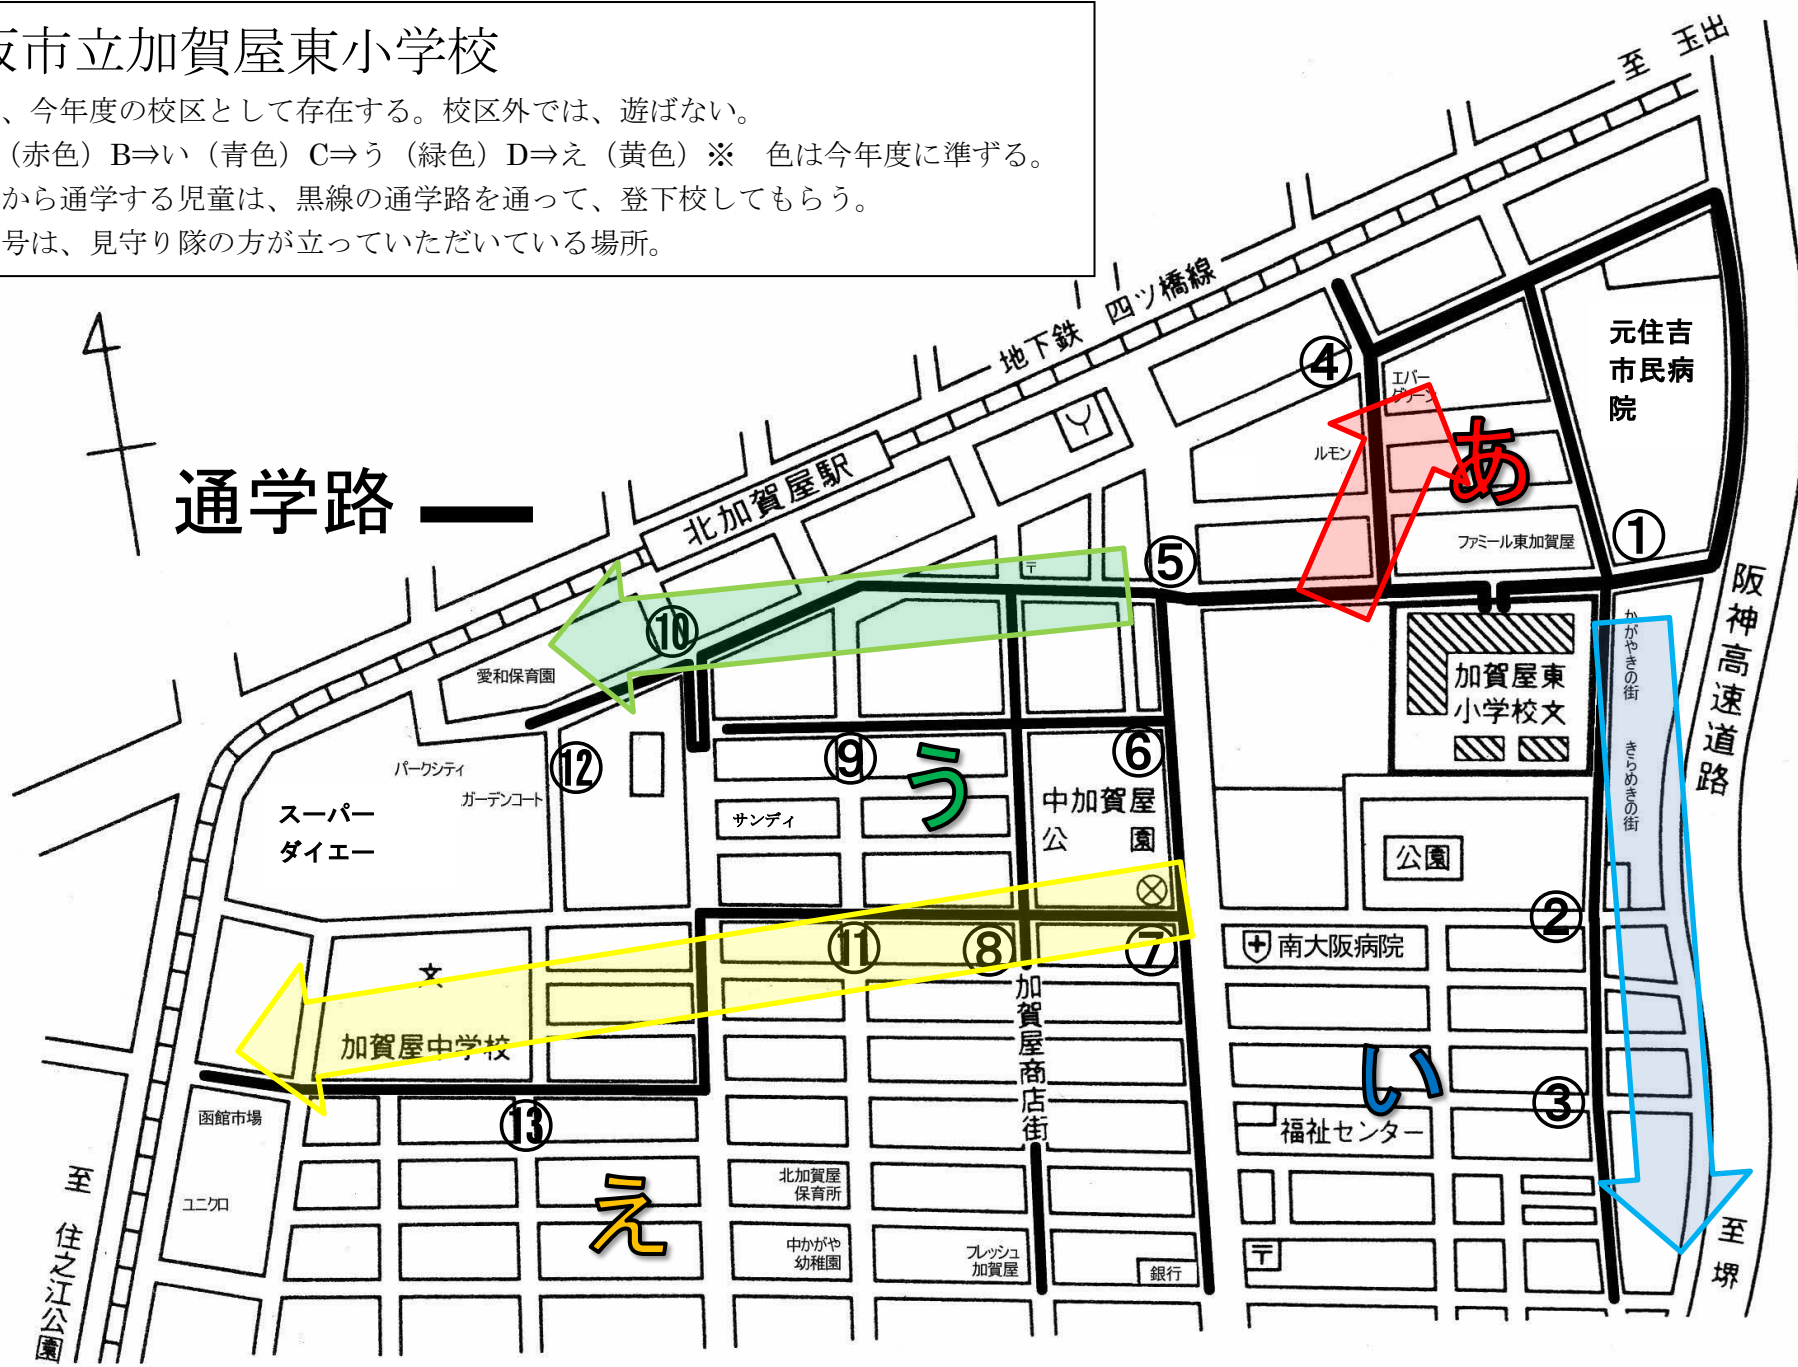 阪市立加賀屋東小学校
、今年度の校区として存在する。校区外では、遊ばない。
（赤色）B⇒い（青色）C⇒う（緑色）D⇒え（黄色）※　色は今年度に準ずる。
から通学する児童は、黒線の通学路を通って、登下校してもらう。
号は、見守り隊の方が立っていただいている場所。
至　玉出
地下鉄　四ツ橋線
元住吉
市民病
院
④
エバー
グリーン
ルモン
あ
通学路
北加賀屋駅
ファミール東加賀屋
①
⑤
〒
阪神高速道路
⑩
愛和保育園
かがやきの街
加賀屋東
小学校文
きらめきの街
パークシティ
ガーデンコート
⑫
⑨
う
⑥
スーパー
ダイエー
サンディ
中加賀屋
公　園
公園
②
⑪
⑧
⑦
南大阪病院
文
加賀屋中学校
加賀屋商店街
い
③
函館市場
⑬
福祉センター
至　住之江公園
ユニクロ
え
北加賀屋
保育所
中かがや
幼稚園
フレッシュ
加賀屋
銀行
〒
至　堺